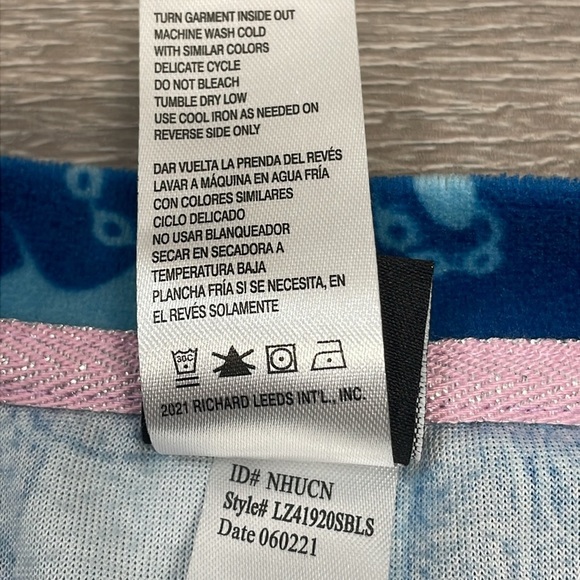 TURN GARMENT INSIDE OUT
MACHINE WASH COLD
WITH SIMILAR COLORS
DELICATE CYCLE
DO NOT BLEACH
TUMBLE DRY LOW
USE COOL IRON AS NEEDED ON
REVERSE SIDE ONLY
DAR VUELTA LA PRENDA DEL REVÉS
LAVAR A MÁQUINA EN AGUA FRÍA
CON COLORES SIMILARES
CICLO DELICADO
NO USAR BLANQUEADOR
SECAR EN SECADORA A
TEMPERATURA BAJA
PLANCHA FRÍA SI SE NECESITA, EN
EL REVÉS SOLAMENTE
30C
2021 RICHARD LEEDS INT'L., INC.
ID# NHUCN
Style# LZ41920SBLS
Date 060221